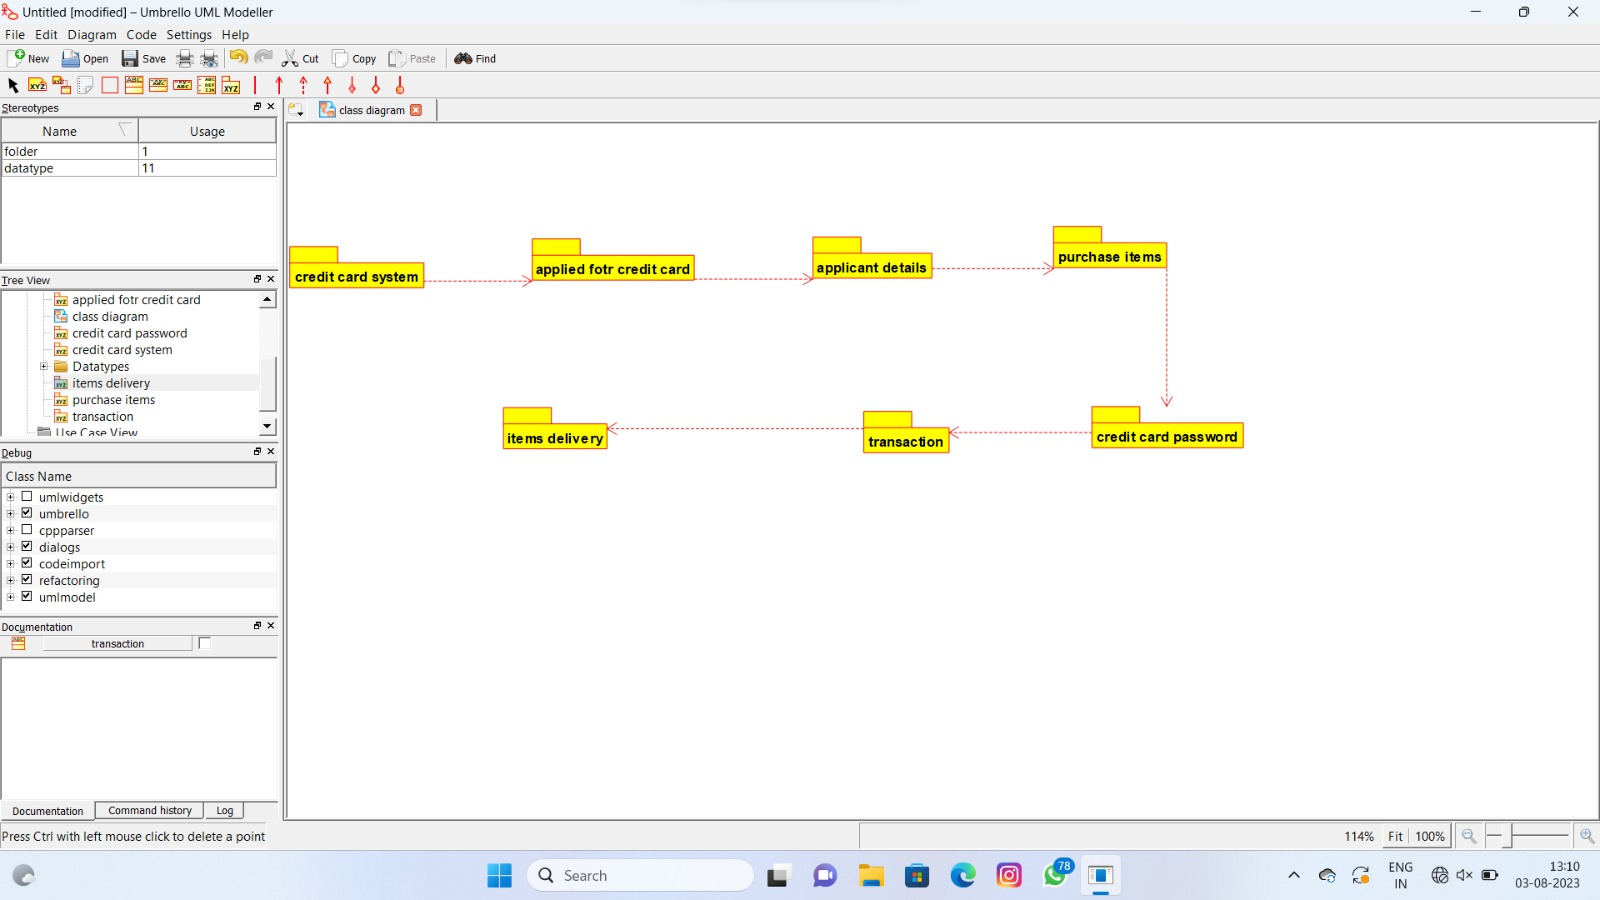 Untitled [modified] – Umbrello UML Modeller
File Edit Diagram Code Settings Help
New Open Save Cut Copy Paste Find
Stereotypes
class diagram
Name Usage
folder 1
datatype 11
Tree View
applied fotr credit card
class diagram
credit card password
credit card system
Datatypes
items delivery
purchase items
transaction
Use Case View
Debug
Class Name
umlwidgets
umbrello
cppparser
dialogs
codeimport
refactoring
umlmodel
Documentation
transaction
Documentation Command history Log
Press Ctrl with left mouse click to delete a point
credit card system
applied fotr credit card
applicant details
purchase items
items delivery
transaction
credit card password
114% Fit 100%
Search
78
ENG
IN
13:10
03-08-2023